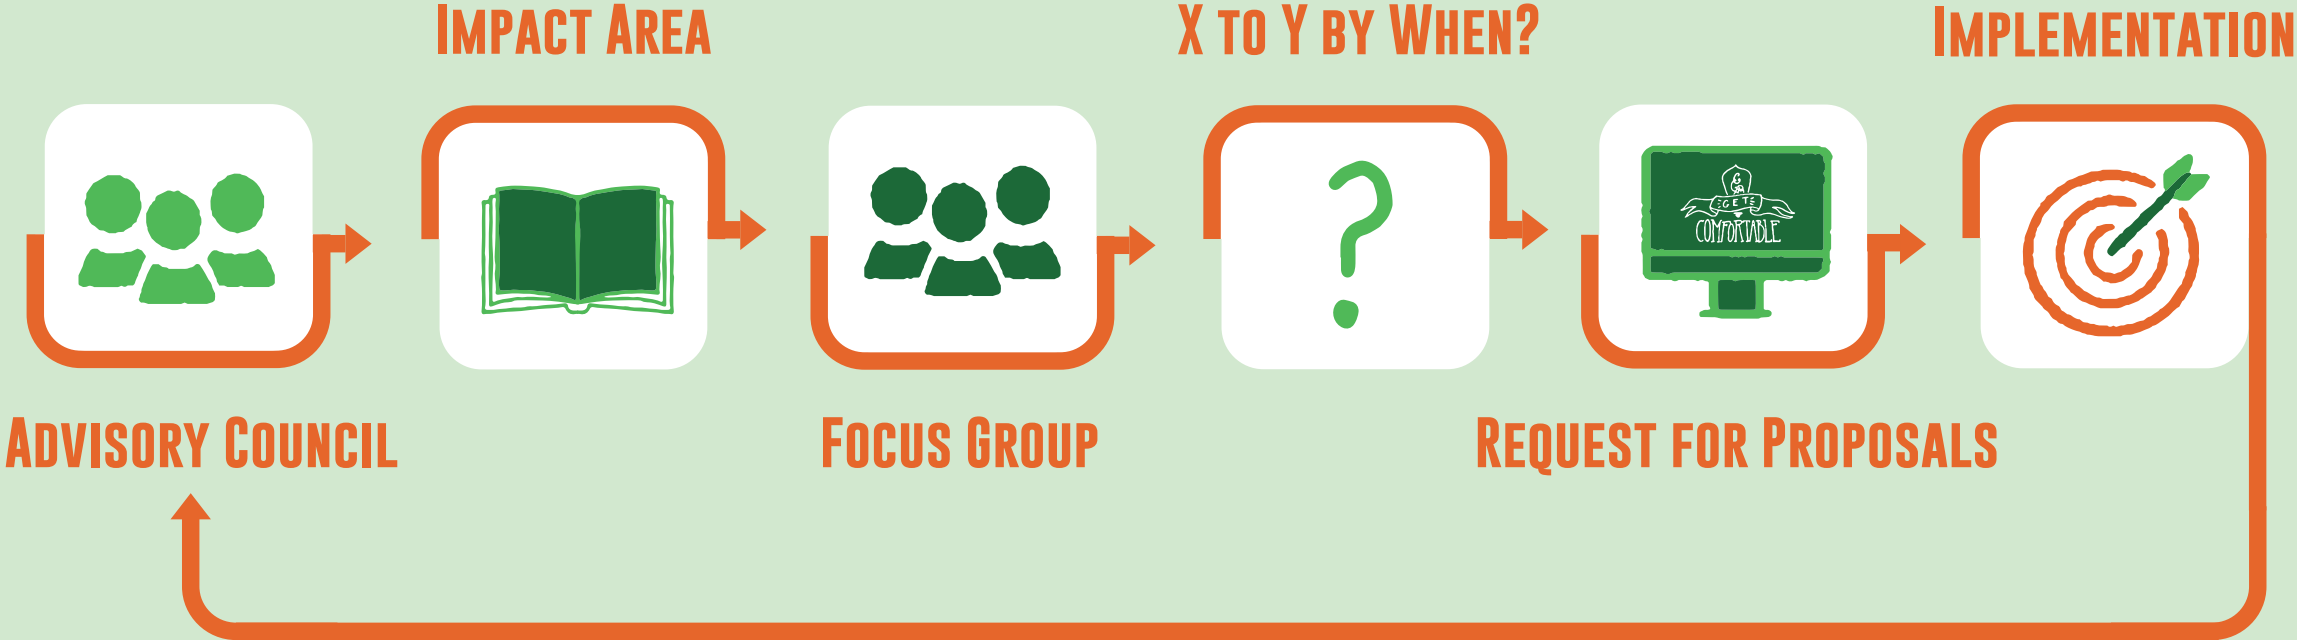 IMPACT AREA
X TO Y BY WHEN?
IMPLEMENTATION
GET
COMFORTABLE
ADVISORY COUNCIL
FOCUS GROUP
REQUEST FOR PROPOSALS